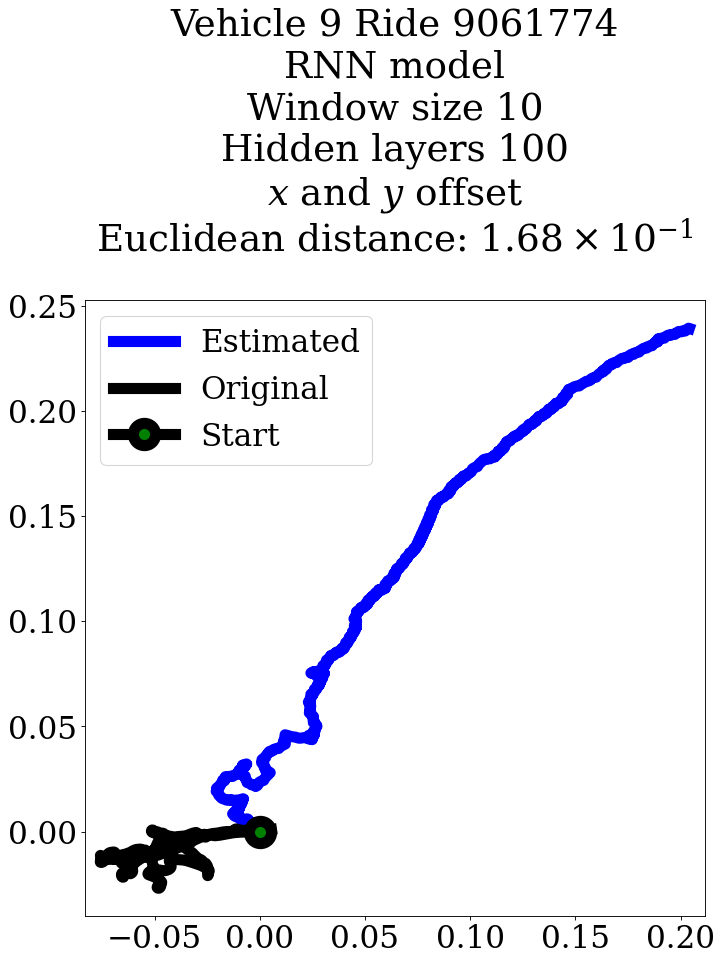 Vehicle 9 Ride 9061774
RNN model
Window size 10
Hidden layers 100
x and y offset
Euclidean distance: 1.68 × 10⁻¹
Estimated
Original
Start
0.25
0.20
0.15
0.10
0.05
0.00
−0.05 0.00 0.05 0.10 0.15 0.20